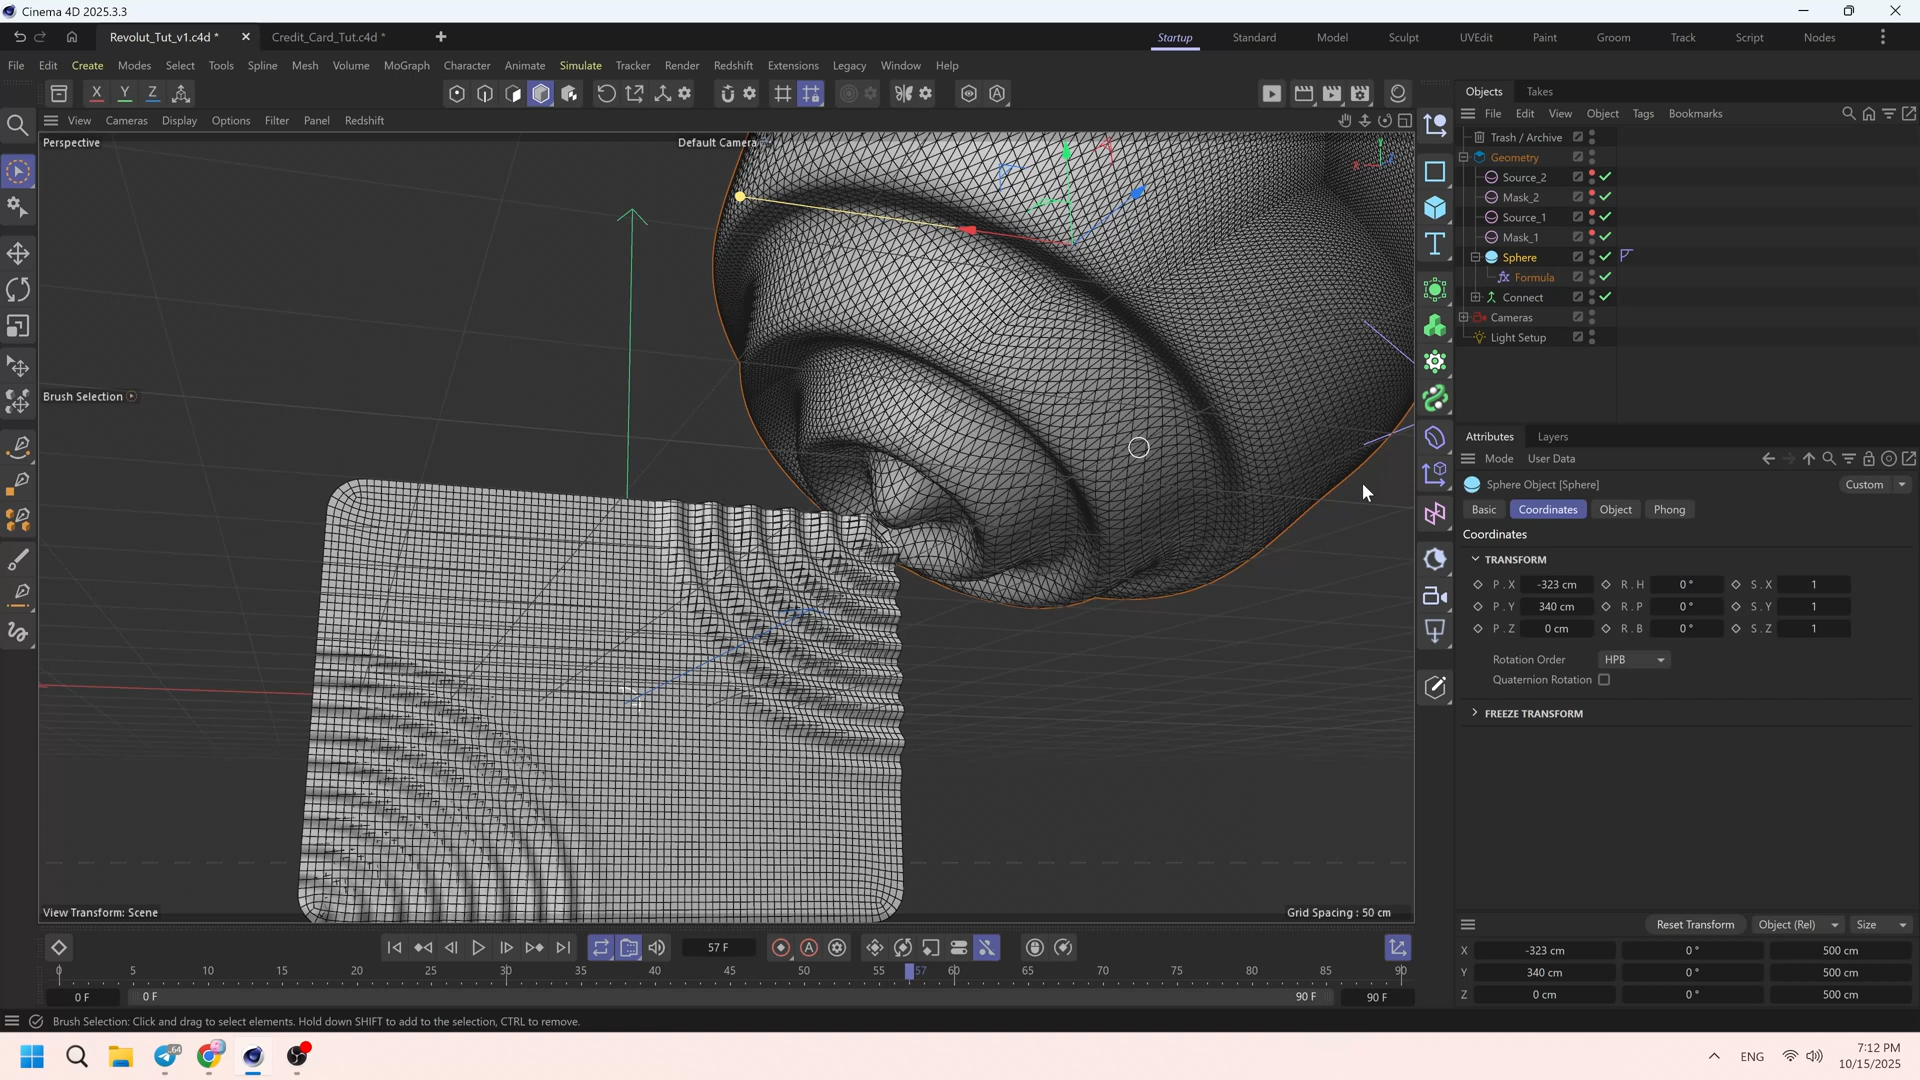 Cinema 4D 2025.3.3
Revolut_Tut_v1.c4d *
Credit_Card_Tut.c4d *
Startup Standard Model Sculpt UVEdit Paint Groom Track Script Nodes
File Edit Create Modes Select Tools Spline Mesh Volume MoGraph Character Animate Simulate Tracker Render Redshift Extensions Legacy Window Help
X Y Z
Objects Takes
View Cameras Display Options Filter Panel Redshift
File Edit View Object Tags Bookmarks
Perspective
Default Camera
Trash / Archive
Geometry
Source_2
Mask_2
Source_1
Mask_1
Sphere
Formula
Connect
Cameras
Light Setup
Brush Selection
Attributes Layers
Mode User Data
Sphere Object [Sphere]
Custom
Basic Coordinates Object Phong
Coordinates
TRANSFORM
P . X -323 cm R . H 0 ° S . X 1
P . Y 340 cm R . P 0 ° S . Y 1
P . Z 0 cm R . B 0 ° S . Z 1
Rotation Order HPB
Quaternion Rotation
FREEZE TRANSFORM
View Transform: Scene
Grid Spacing : 50 cm
Reset Transform Object (Rel) Size
57 F
X -323 cm 0 ° 500 cm
0 5 10 15 20 25 30 35 40 45 50 55 57 60 65 70 75 80 85 90
Y 340 cm 0 ° 500 cm
0 F 0 F 90 F 90 F
Z 0 cm 0 ° 500 cm
Brush Selection: Click and drag to select elements. Hold down SHIFT to add to the selection, CTRL to remove.
64
ENG
7:12 PM
10/15/2025